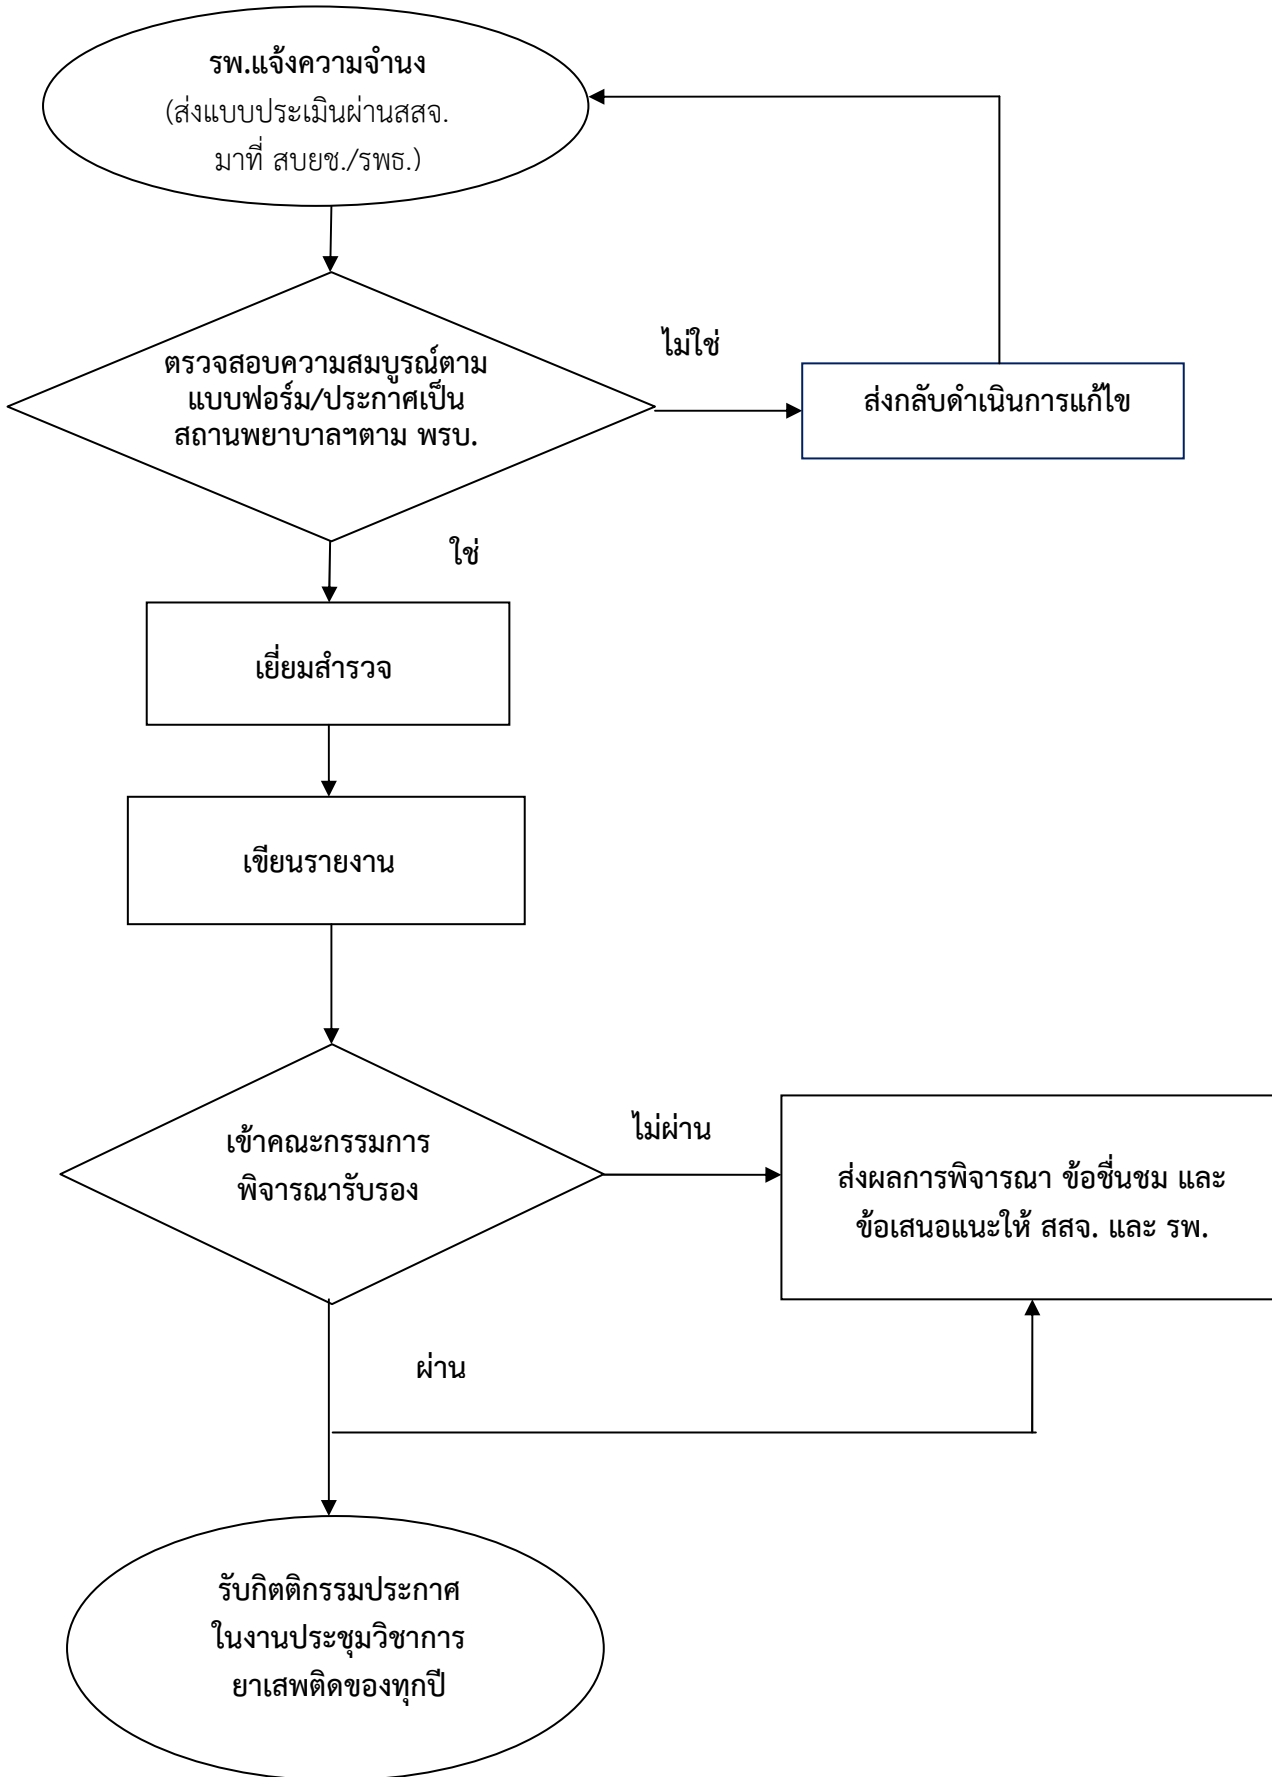 รพ.แจ้งความจำนง
(ส่งแบบประเมินผ่านสสจ.
มาที่ สบยช./รพธ.)
ไม่ใช่
ตรวจสอบความสมบูรณ์ตาม
แบบฟอร์ม/ประกาศเป็น
สถานพยาบาลฯตาม พรบ.
ส่งกลับดำเนินการแก้ไข
ใช่
เยี่ยมสำรวจ
เขียนรายงาน
เข้าคณะกรรมการ
พิจารณารับรอง
ไม่ผ่าน
ส่งผลการพิจารณา ข้อชื่นชม และ
ข้อเสนอแนะให้ สสจ. และ รพ.
ผ่าน
รับกิตติกรรมประกาศ
ในงานประชุมวิชาการ
ยาเสพติดของทุกปี